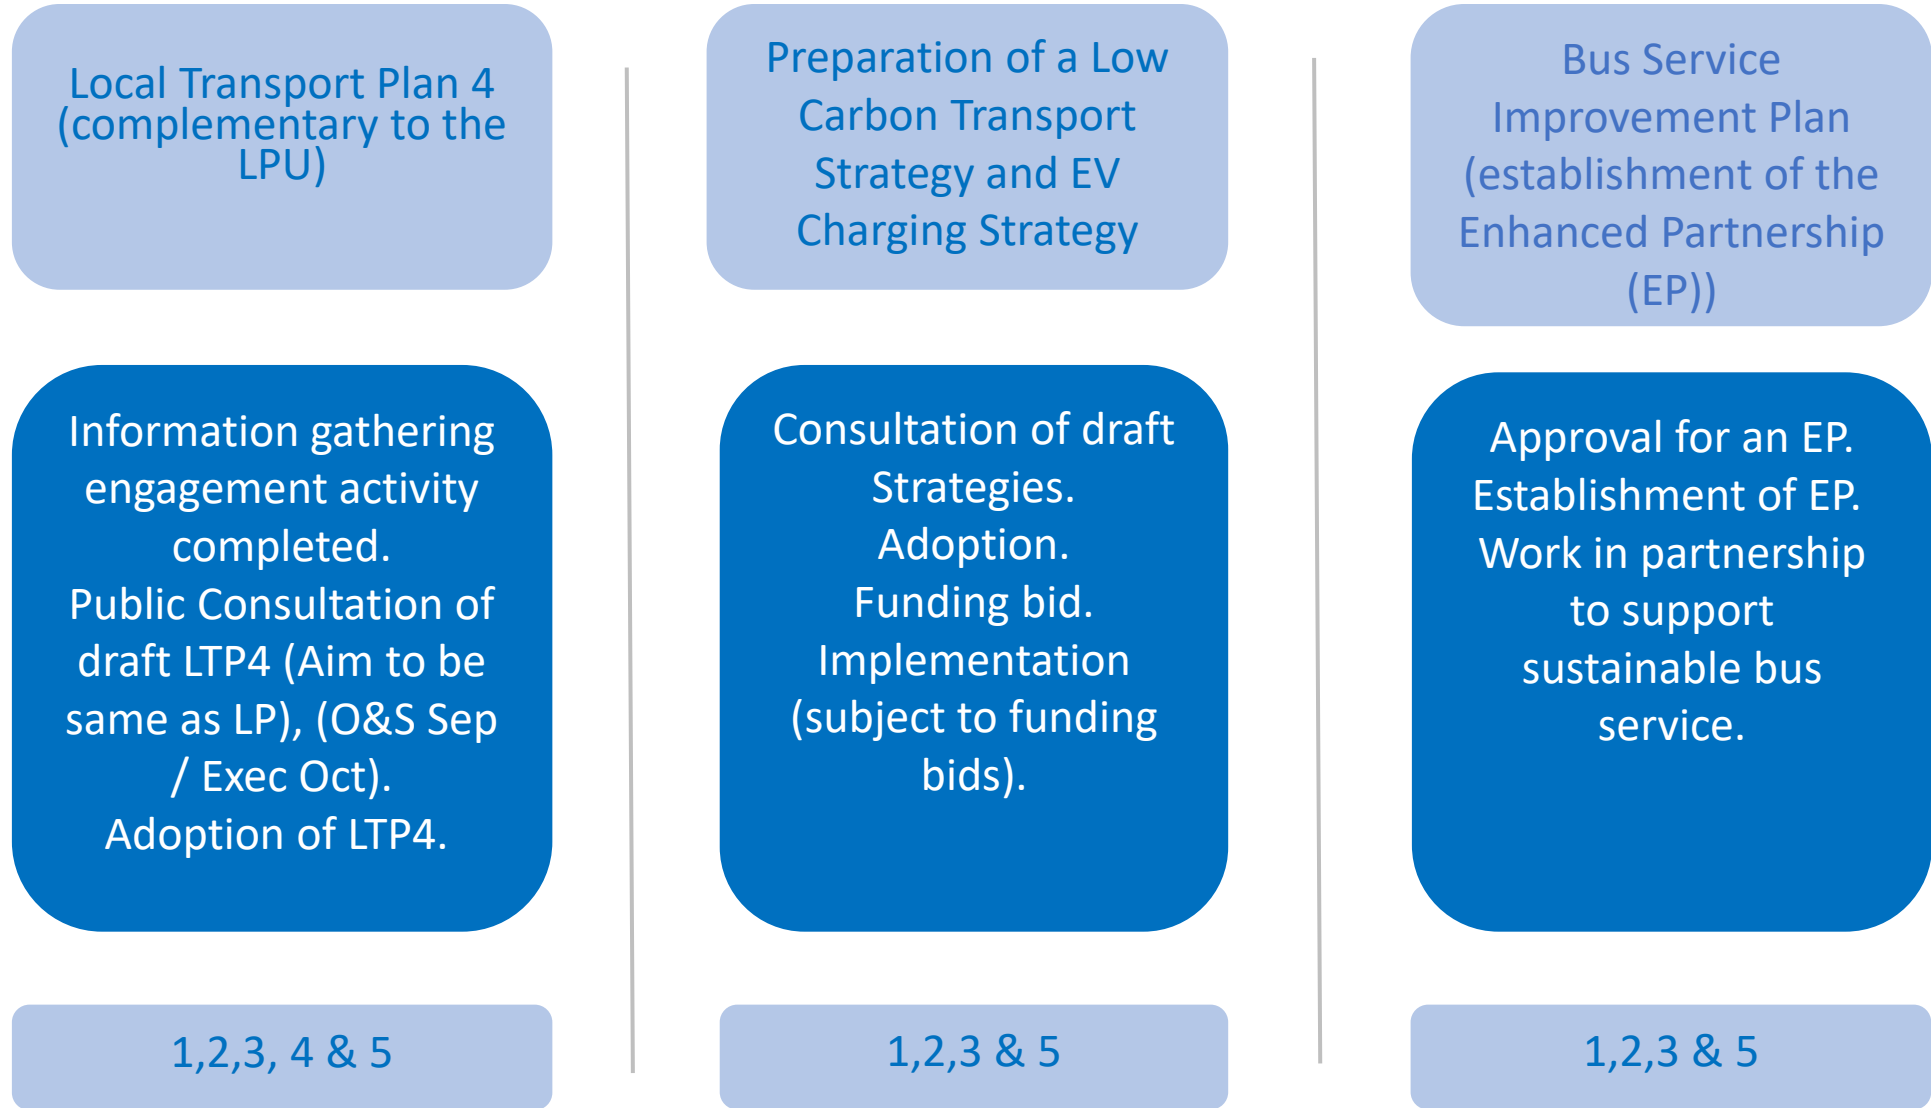 Local Transport Plan 4
(complementary to the
LPU)
Information gathering
engagement activity
completed.
Public Consultation of
draft LTP4 (Aim to be
same as LP), (O&S Sep
/ Exec Oct).
Adoption of LTP4.
1,2,3, 4 & 5
Preparation of a Low
Carbon Transport
Strategy and EV
Charging Strategy
Consultation of draft
Strategies.
Adoption.
Funding bid.
Implementation
(subject to funding
bids).
1,2,3 & 5
Bus Service
Improvement Plan
(establishment of the
Enhanced Partnership
(EP))
Approval for an EP.
Establishment of EP.
Work in partnership
to support
sustainable bus
service.
1,2,3 & 5